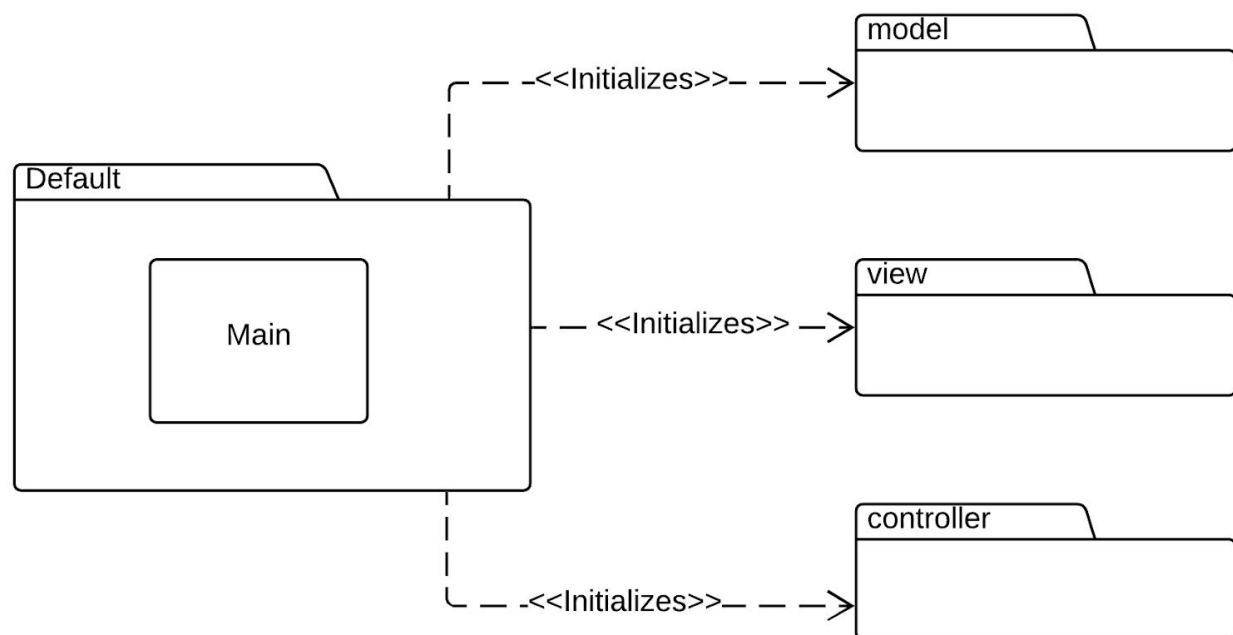 model
<<Initializes>>
Default
view
Main
<<Initializes>>
controller
<<Initializes>>